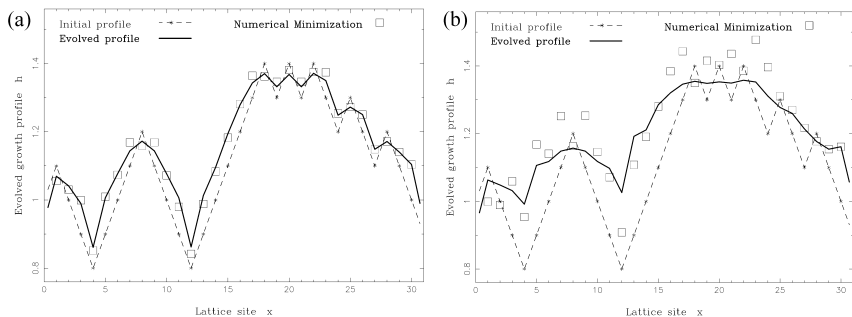 (a)
Initial profile
Numerical Minimization
Evolved profile
Evolved growth profile h
1.4
1.2
1
0.8
0
5
10
15
20
25
30
Lattice site x
(b)
Initial profile
Numerical Minimization
Evolved profile
Evolved growth profile h
1.4
1.2
1
0.8
0
5
10
15
20
25
30
Lattice site x